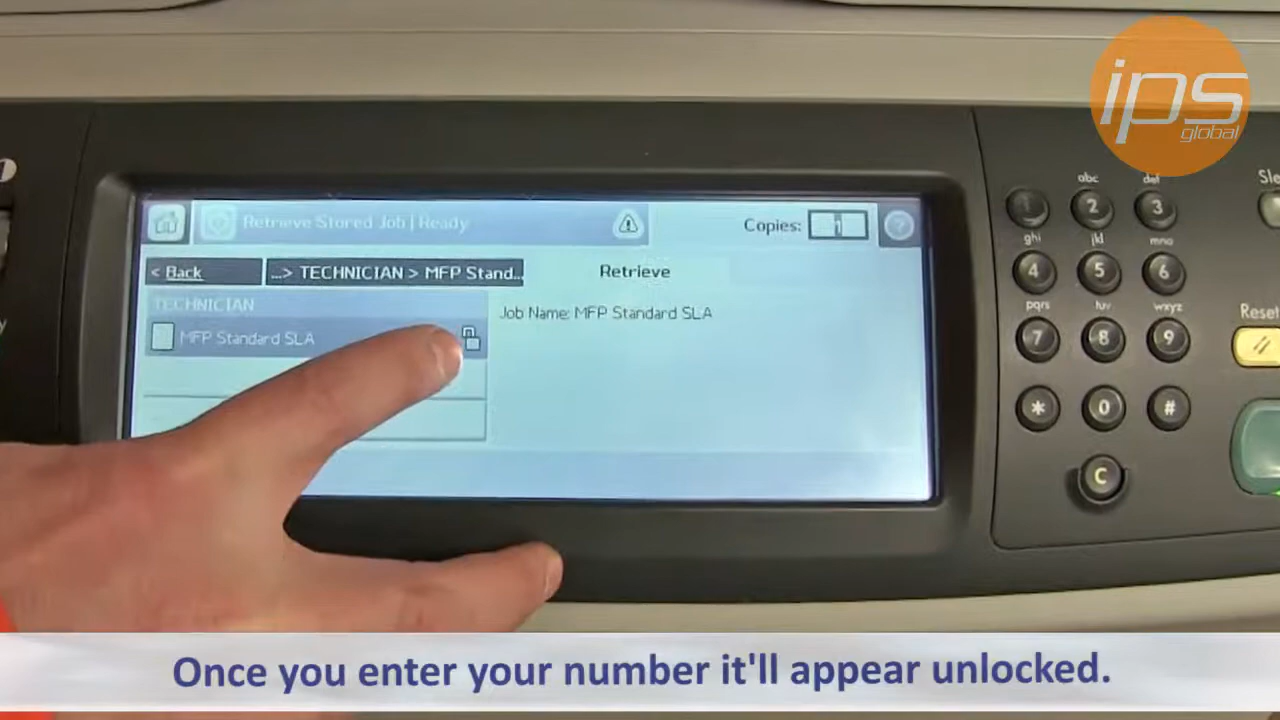 ips
global
Retrieve Stored Job | Ready
Copies: 1
?
< Back
...> TECHNICIAN > MFP Stand...
Retrieve
TECHNICIAN
MFP Standard SLA
Job Name: MFP Standard SLA
abc
def
1
2
3
ghi
jkl
mno
4
5
6
pqrs
tuv
wxyz
7
8
9
*
0
#
C
Reset
Once you enter your number it'll appear unlocked.